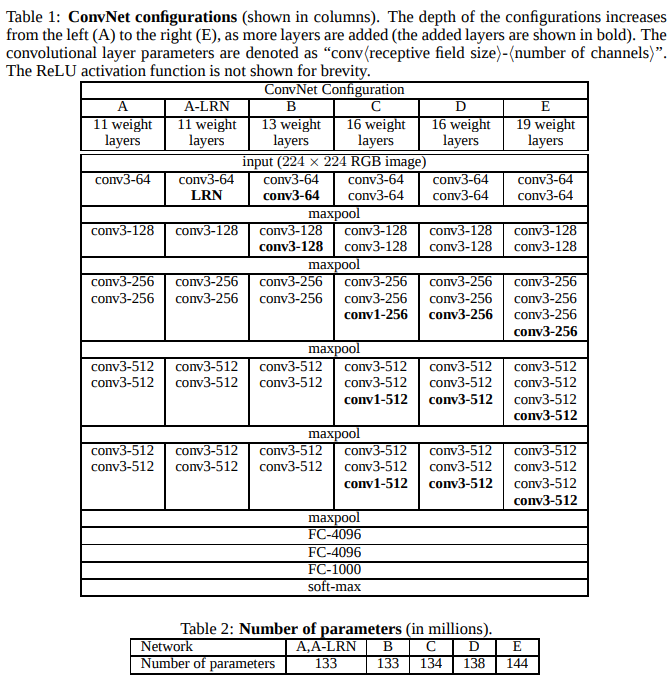 Table 1: ConvNet configurations (shown in columns). The depth of the configurations increases
from the left (A) to the right (E), as more layers are added (the added layers are shown in bold). The
convolutional layer parameters are denoted as “conv⟨receptive field size⟩-⟨number of channels⟩”.
The ReLU activation function is not shown for brevity.
ConvNet Configuration
A A-LRN B C D E
11 weight 11 weight 13 weight 16 weight 16 weight 19 weight
layers layers layers layers layers layers
input (224 × 224 RGB image)
conv3-64 conv3-64 conv3-64 conv3-64 conv3-64 conv3-64
LRN conv3-64 conv3-64 conv3-64 conv3-64
maxpool
conv3-128 conv3-128 conv3-128 conv3-128 conv3-128 conv3-128
conv3-128 conv3-128 conv3-128 conv3-128
maxpool
conv3-256 conv3-256 conv3-256 conv3-256 conv3-256 conv3-256
conv3-256 conv3-256 conv3-256 conv3-256 conv3-256 conv3-256
conv1-256 conv3-256 conv3-256
conv3-256
maxpool
conv3-512 conv3-512 conv3-512 conv3-512 conv3-512 conv3-512
conv3-512 conv3-512 conv3-512 conv3-512 conv3-512 conv3-512
conv1-512 conv3-512 conv3-512
conv3-512
maxpool
conv3-512 conv3-512 conv3-512 conv3-512 conv3-512 conv3-512
conv3-512 conv3-512 conv3-512 conv3-512 conv3-512 conv3-512
conv1-512 conv3-512 conv3-512
conv3-512
maxpool
FC-4096
FC-4096
FC-1000
soft-max
Table 2: Number of parameters (in millions).
Network A,A-LRN B C D E
Number of parameters 133 133 134 138 144